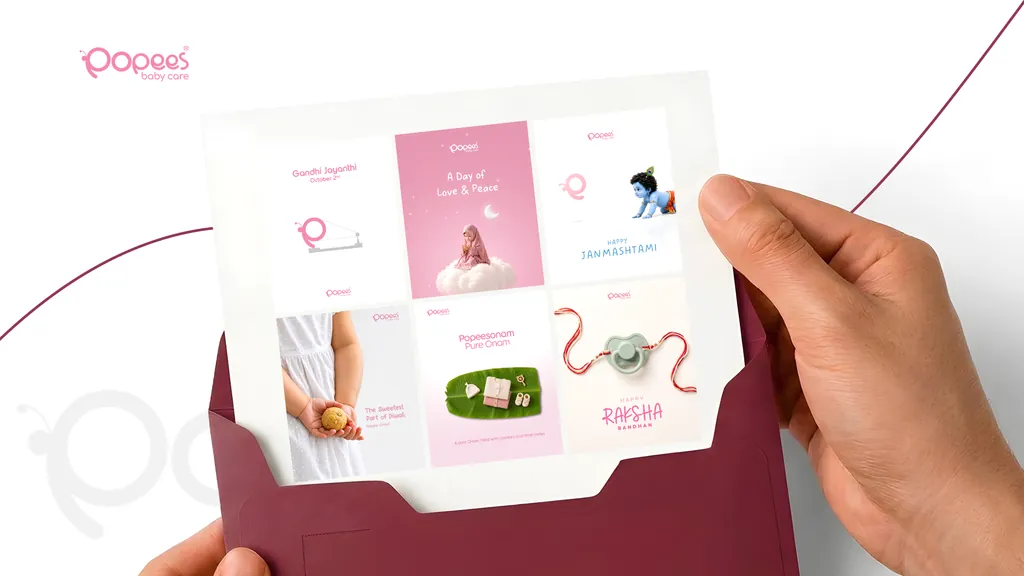 Popees®
baby care
Gandhi Jayanthi
October 2nd
Popees
Popees
A Day of
Love & Peace
Popees
HAPPY
JANMASHTAMI
Popees
The Sweetest
Part of Diwali.
Popees
Popeesonam
Pure Onam
Popees
HAPPY
RAKSHA
BANDHAN